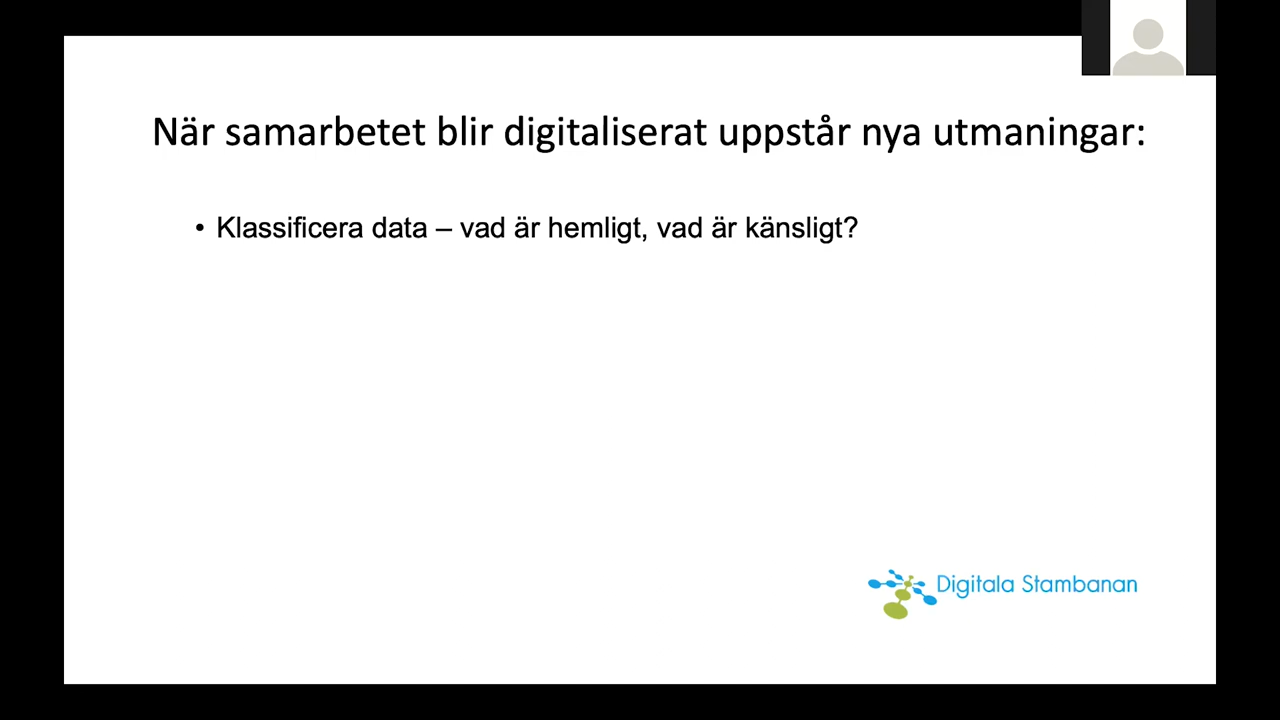 När samarbetet blir digitaliserat uppstår nya utmaningar:
• Klassificera data – vad är hemligt, vad är känsligt?
Digitala Stambanan